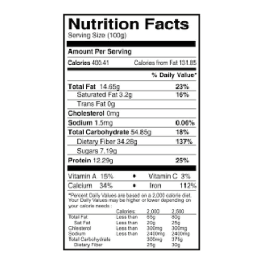 Nutrition Facts
Serving Size (100g)
Amount Per Serving
Calories 400.41 Calories from Fat 131.85
% Daily Value*
Total Fat 14.65g 23%
Saturated Fat 3.2g 16%
Trans Fat 0g
Cholesterol 0mg
Sodium 1.5mg 0.06%
Total Carbohydrate 54.85g 18%
Dietary Fiber 34.28g 137%
Sugars 7.19g
Protein 12.29g 25%
Vitamin A 15% • Vitamin C 3%
Calcium 34% • Iron 112%
*Percent Daily Values are based on a 2,000 calorie diet.
Your Daily Values may be higher or lower depending on
your calorie needs:
Calories: 2,000 2,500
Total Fat Less than 65g 80g
Sat Fat Less than 20g 25g
Cholesterol Less than 300mg 300mg
Sodium Less than 2400mg 2400mg
Total Carbohydrate 300mg 375g
Dietary Fiber 25g 30g